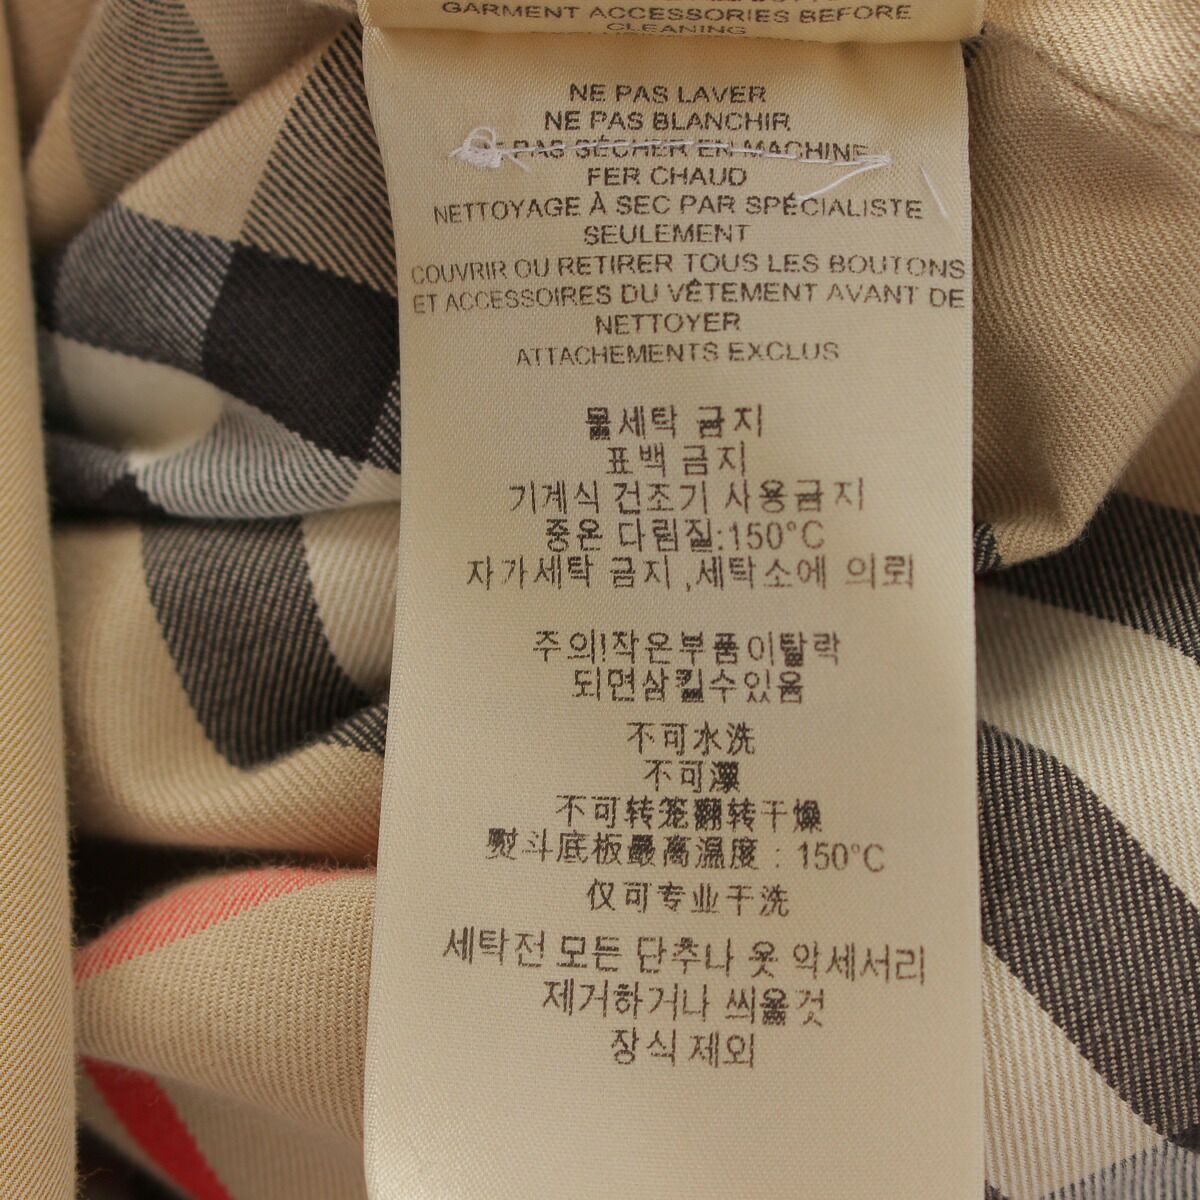 GARMENT ACCESSORIES BEFORE
CLEANING
NE PAS LAVER
NE PAS BLANCHIR
NE PAS SÉCHER EN MACHINE
FER CHAUD
NETTOYAGE À SEC PAR SPÉCIALISTE
SEULEMENT
COUVRIR OU RETIRER TOUS LES BOUTONS
ET ACCESSOIRES DU VÊTEMENT AVANT DE
NETTOYER
ATTACHEMENTS EXCLUS
물세탁 금지
표백 금지
기계식 건조기 사용금지
중온 다림질:150°C
자가세탁 금지 ,세탁소에 의뢰
주의!작은부품이탈락
되면삼킬수있음
不可水洗
不可漂
不可转笼翻转干燥
熨斗底板最高温度 : 150°C
仅可专业干洗
세탁전 모든 단추나 옷 악세서리
제거하거나 씌울것
장식 제외